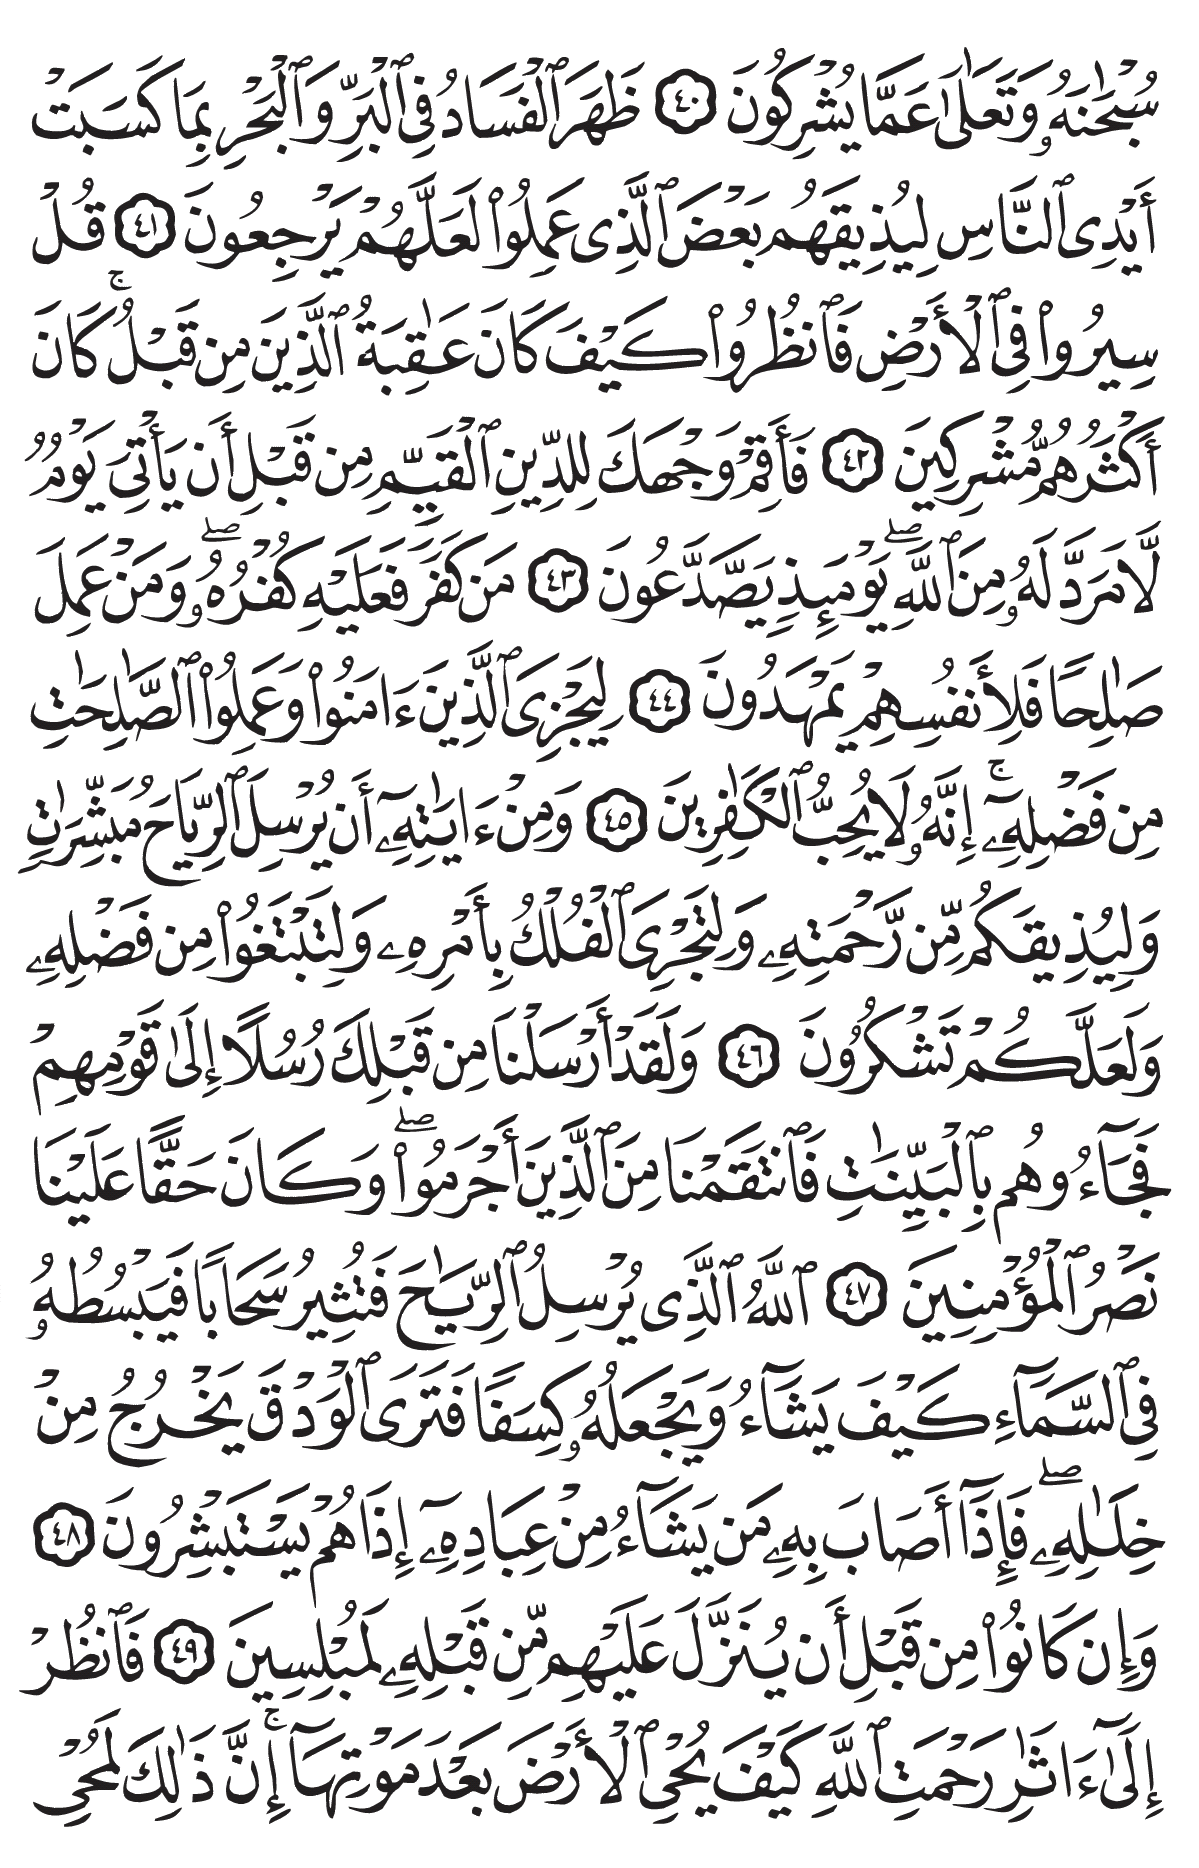 سُبْحَٰنَهُۥ وَتَعَٰلَىٰ عَمَّا يُشْرِكُونَ ٤٠ ظَهَرَ ٱلْفَسَادُ فِى ٱلْبَرِّ وَٱلْبَحْرِ بِمَا كَسَبَتْ
أَيْدِى ٱلنَّاسِ لِيُذِيقَهُم بَعْضَ ٱلَّذِى عَمِلُوا۟ لَعَلَّهُمْ يَرْجِعُونَ ٤١ قُلْ
سِيرُوا۟ فِى ٱلْأَرْضِ فَٱنظُرُوا۟ كَيْفَ كَانَ عَٰقِبَةُ ٱلَّذِينَ مِن قَبْلُ ۚ كَانَ
أَكْثَرُهُم مُّشْرِكِينَ ٤٢ فَأَقِمْ وَجْهَكَ لِلدِّينِ ٱلْقَيِّمِ مِن قَبْلِ أَن يَأْتِىَ يَوْمٌ
لَّا مَرَدَّ لَهُۥ مِنَ ٱللَّهِ ۖ يَوْمَئِذٍ يَصَّدَّعُونَ ٤٣ مَن كَفَرَ فَعَلَيْهِ كُفْرُهُۥ ۖ وَمَنْ عَمِلَ
صَٰلِحًا فَلِأَنفُسِهِمْ يَمْهَدُونَ ٤٤ لِيَجْزِىَ ٱلَّذِينَ ءَامَنُوا۟ وَعَمِلُوا۟ ٱلصَّٰلِحَٰتِ
مِن فَضْلِهِۦٓ ۚ إِنَّهُۥ لَا يُحِبُّ ٱلْكَٰفِرِينَ ٤٥ وَمِنْ ءَايَٰتِهِۦٓ أَن يُرْسِلَ ٱلرِّيَاحَ مُبَشِّرَٰتٍ
وَلِيُذِيقَكُم مِّن رَّحْمَتِهِۦ وَلِتَجْرِىَ ٱلْفُلْكُ بِأَمْرِهِۦ وَلِتَبْتَغُوا۟ مِن فَضْلِهِۦ
وَلَعَلَّكُمْ تَشْكُرُونَ ٤٦ وَلَقَدْ أَرْسَلْنَا مِن قَبْلِكَ رُسُلًا إِلَىٰ قَوْمِهِمْ
فَجَآءُوهُم بِٱلْبَيِّنَٰتِ فَٱنتَقَمْنَا مِنَ ٱلَّذِينَ أَجْرَمُوا۟ ۖ وَكَانَ حَقًّا عَلَيْنَا
نَصْرُ ٱلْمُؤْمِنِينَ ٤٧ ٱللَّهُ ٱلَّذِى يُرْسِلُ ٱلرِّيَٰحَ فَتُثِيرُ سَحَابًا فَيَبْسُطُهُۥ
فِى ٱلسَّمَآءِ كَيْفَ يَشَآءُ وَيَجْعَلُهُۥ كِسَفًا فَتَرَى ٱلْوَدْقَ يَخْرُجُ مِنْ
خِلَٰلِهِۦ ۖ فَإِذَآ أَصَابَ بِهِۦ مَن يَشَآءُ مِنْ عِبَادِهِۦٓ إِذَا هُمْ يَسْتَبْشِرُونَ ٤٨
وَإِن كَانُوا۟ مِن قَبْلِ أَن يُنَزَّلَ عَلَيْهِم مِّن قَبْلِهِۦ لَمُبْلِسِينَ ٤٩ فَٱنظُرْ
إِلَىٰٓ ءَاثَٰرِ رَحْمَتِ ٱللَّهِ كَيْفَ يُحْىِ ٱلْأَرْضَ بَعْدَ مَوْتِهَآ ۚ إِنَّ ذَٰلِكَ لَمُحْىِ